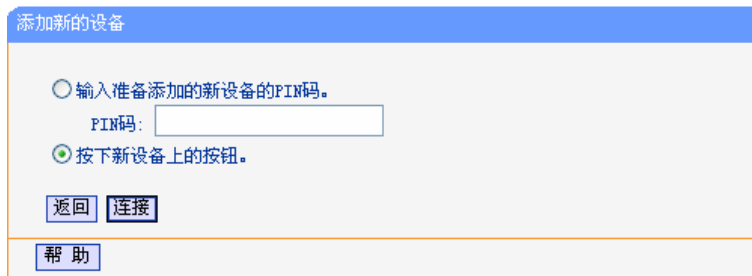 添加新的设备
输入准备添加的新设备的PIN码。
PIN码:
按下新设备上的按钮。
返回 连接
帮 助